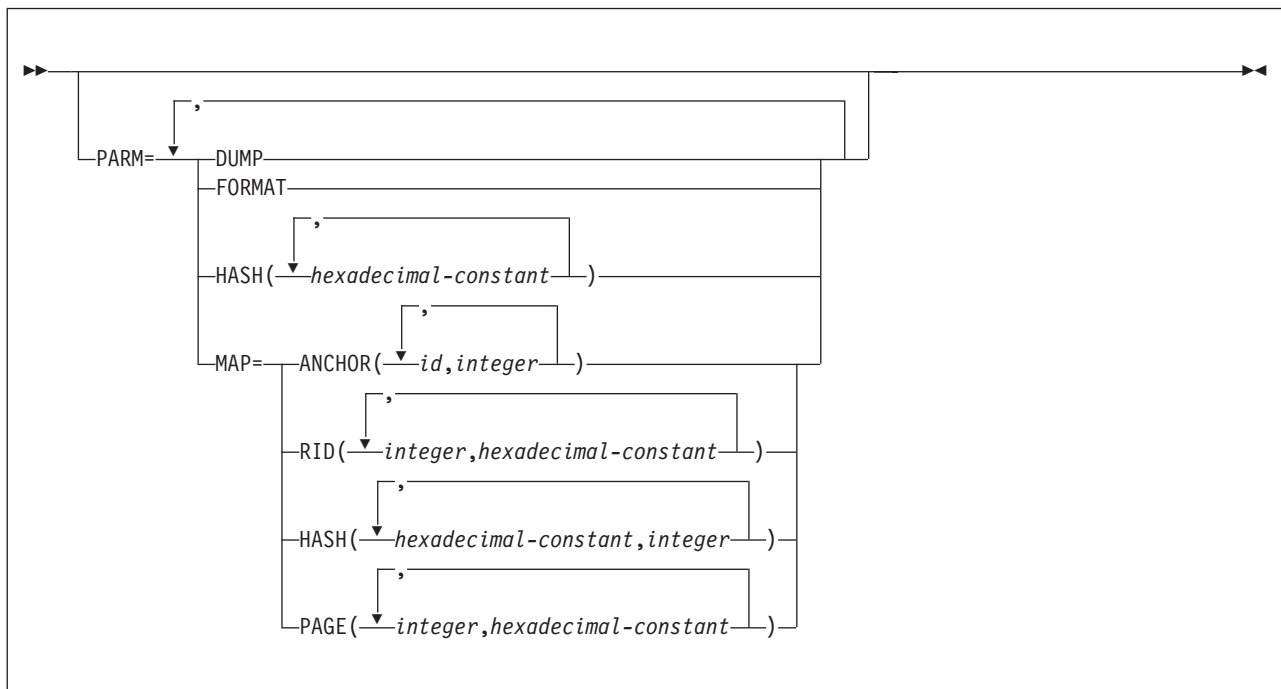 ,
PARM= DUMP
FORMAT
,
HASH( hexadecimal-constant )
,
MAP= ANCHOR( id,integer )
,
RID( integer,hexadecimal-constant )
,
HASH( hexadecimal-constant,integer )
,
PAGE( integer,hexadecimal-constant )